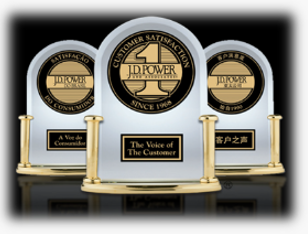 SATISFAÇÃO
J.D. POWER
DO CONSUMIDOR
A Voz do
Consumidor
CUSTOMER SATISFACTION
1
J.D. POWER
AND ASSOCIATES
SINCE 1968
The Voice of
The Customer
J.D. POWER
客户之声